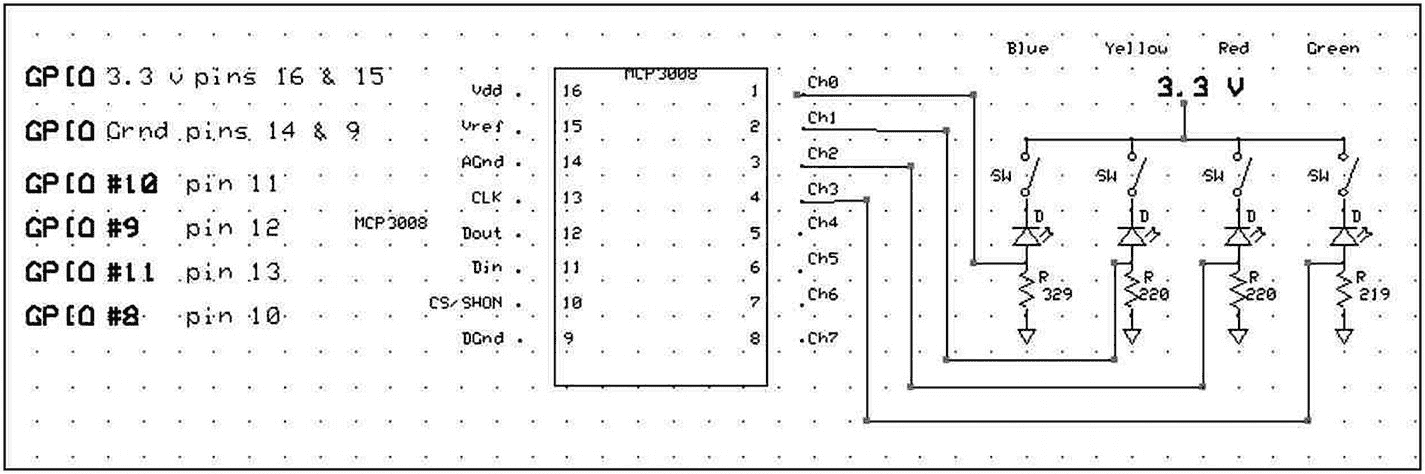 Blue Yellow Red Green
3.3 V
GPIO 3.3 v pins 16 & 15
GPIO Grnd pins 14 & 9
GPIO #10 pin 11
GPIO #9 pin 12
GPIO #11 pin 13
GPIO #8 pin 10
MCP3008
MCP3008
Vdd 16 1 Ch0
Vref 15 2 Ch1
AGnd 14 3 Ch2
CLK 13 4 Ch3
Dout 12 5 Ch4
Din 11 6 Ch5
CS/SHDN 10 7 Ch6
DGnd 9 8 Ch7
SW SW SW SW
D D D D
R R R R
329 220 220 219